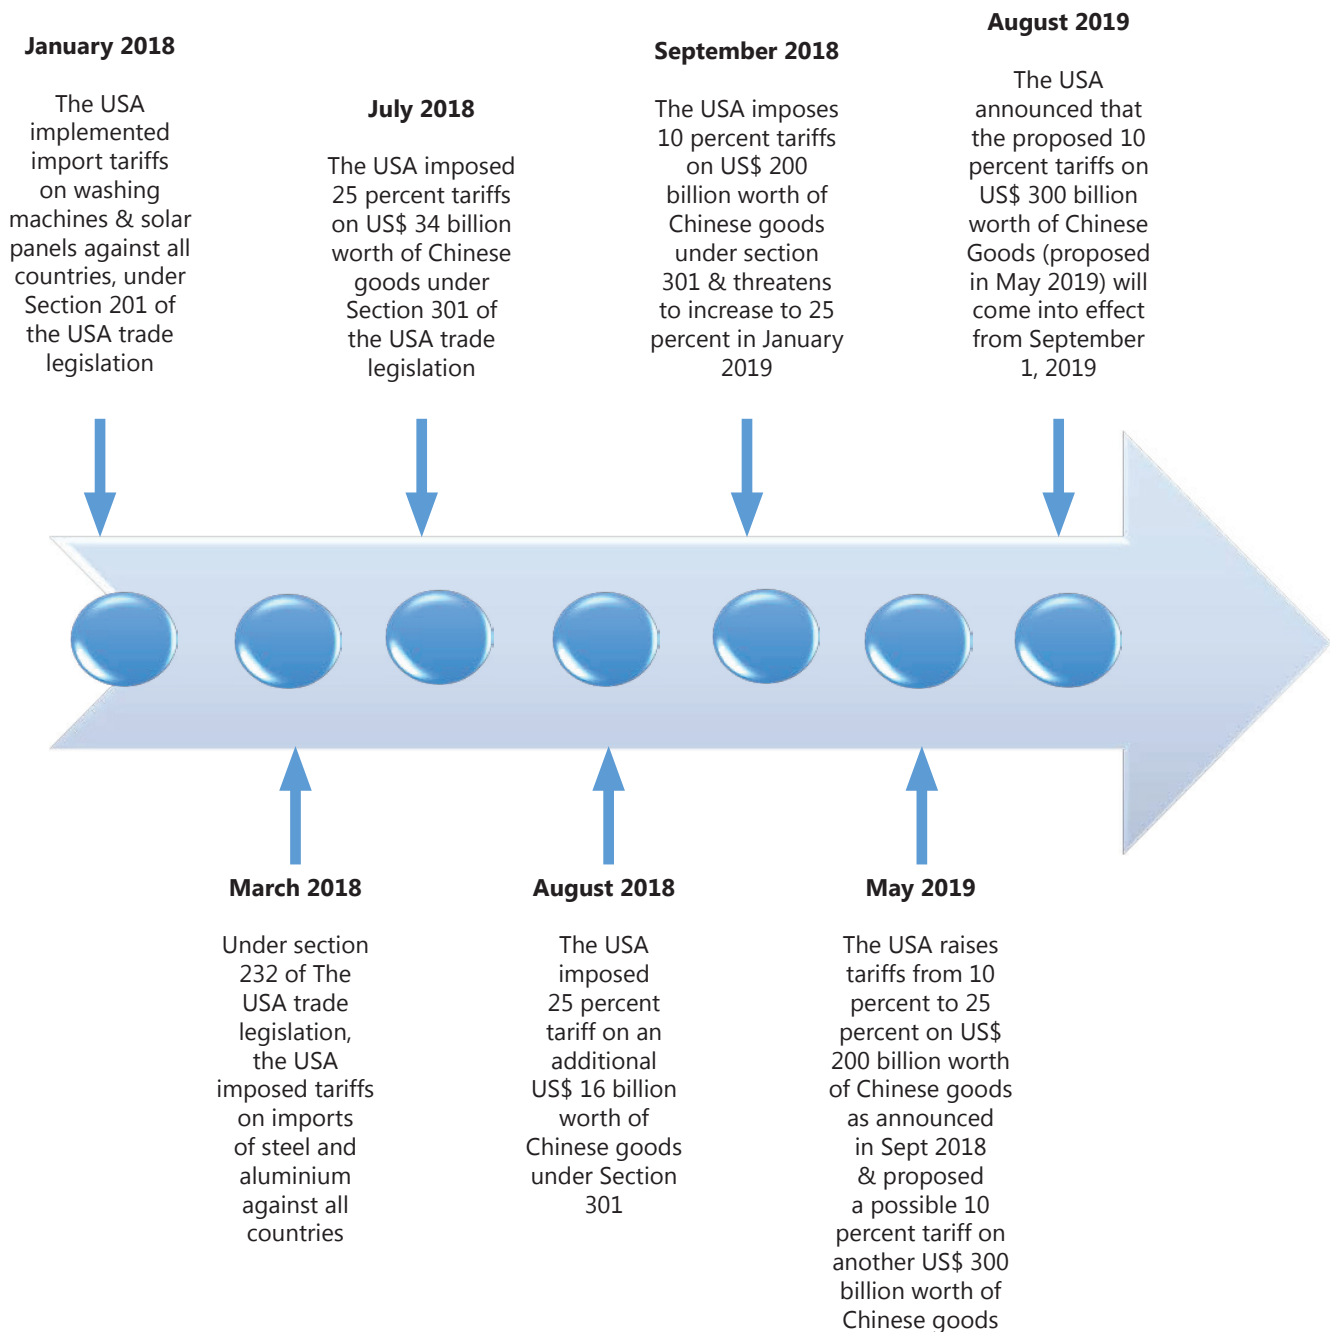 January 2018
The USA
implemented
import tariffs
on washing
machines & solar
panels against all
countries, under
Section 201 of
the USA trade
legislation
March 2018
Under section
232 of The
USA trade
legislation,
the USA
imposed tariffs
on imports
of steel and
aluminium
against all
countries
July 2018
The USA imposed
25 percent tariffs
on US$ 34 billion
worth of Chinese
goods under
Section 301 of
the USA trade
legislation
August 2018
The USA
imposed
25 percent
tariff on an
additional
US$ 16 billion
worth of
Chinese goods
under Section
301
September 2018
The USA imposes
10 percent tariffs
on US$ 200
billion worth of
Chinese goods
under section
301 & threatens
to increase to 25
percent in January
2019
May 2019
The USA raises
tariffs from 10
percent to 25
percent on US$
200 billion worth
of Chinese goods
as announced
in Sept 2018
& proposed
a possible 10
percent tariff on
another US$ 300
billion worth of
Chinese goods
August 2019
The USA
announced that
the proposed 10
percent tariffs on
US$ 300 billion
worth of Chinese
Goods (proposed
in May 2019) will
come into effect
from September
1, 2019